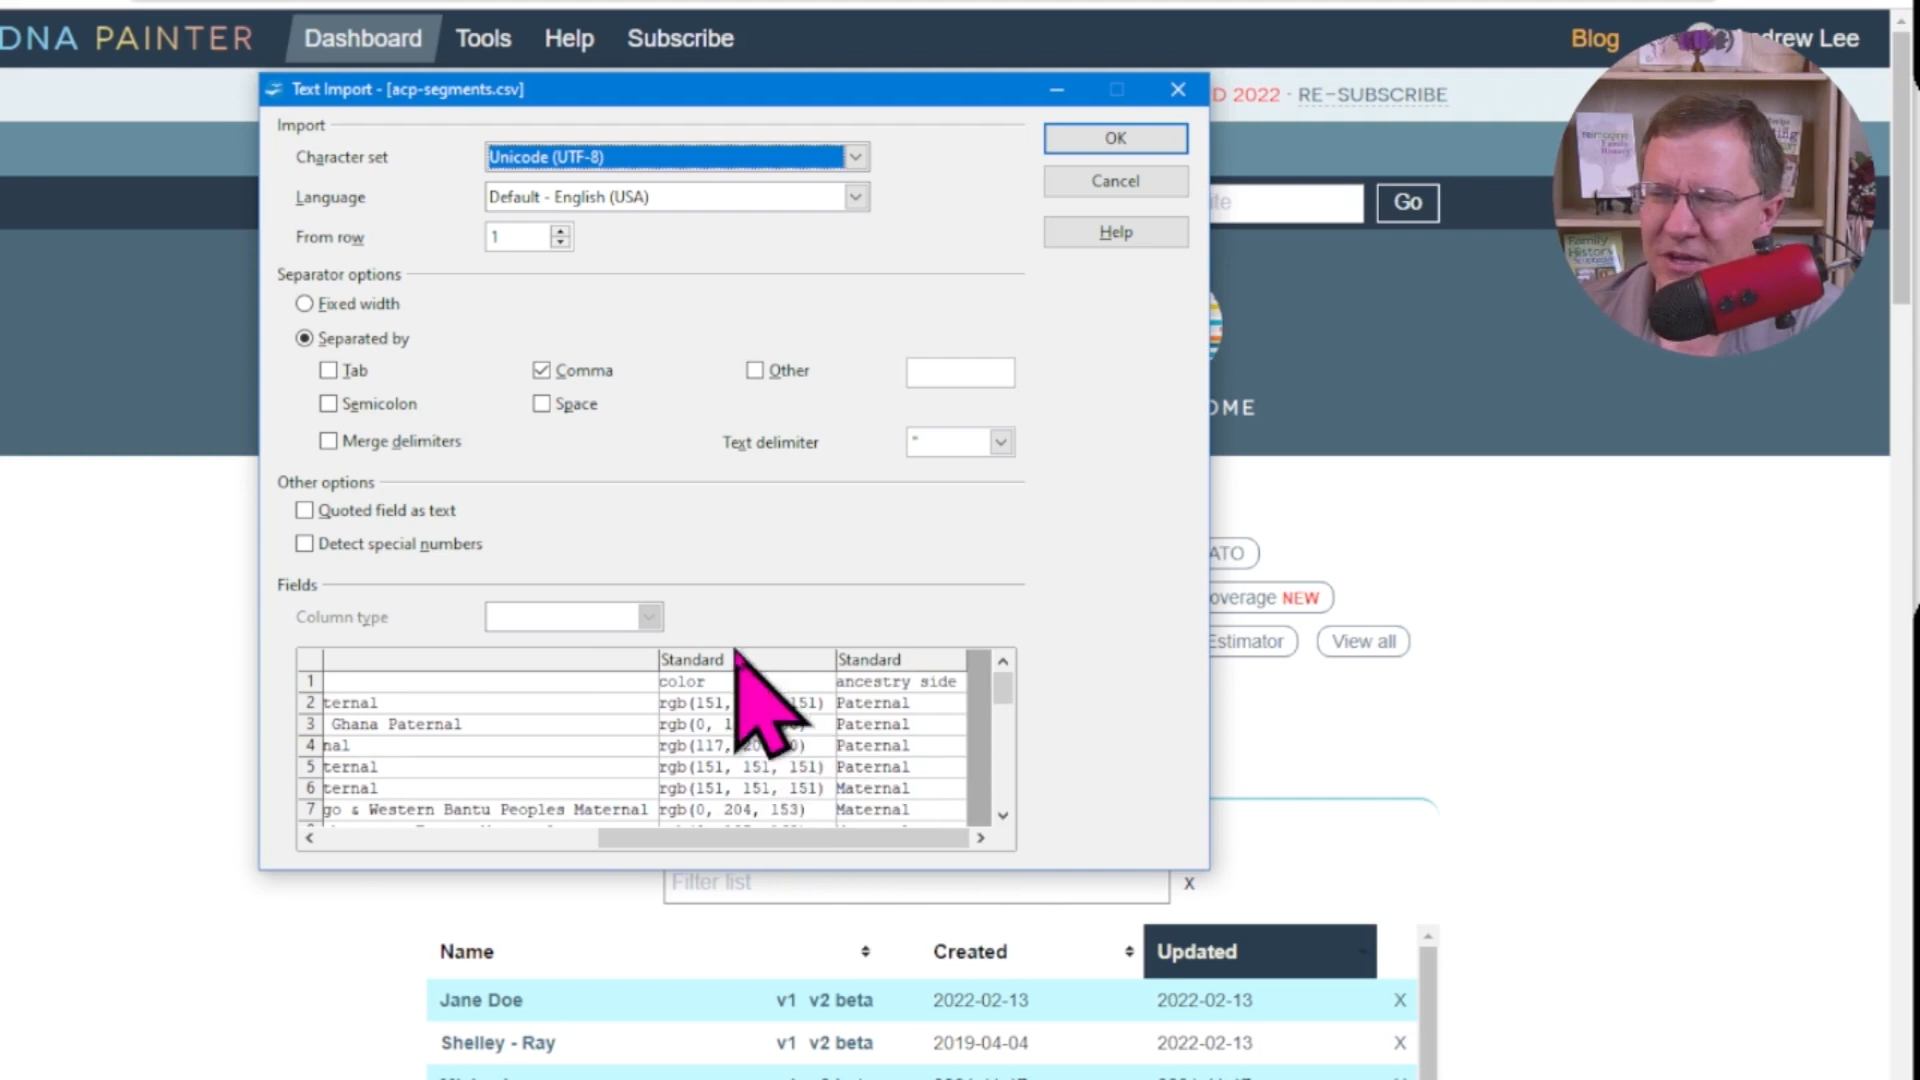 DNA PAINTER
Dashboard
Tools
Help
Subscribe
Blog
drew Lee
Text Import - [acp-segments.csv]
D 2022 · RE-SUBSCRIBE
Import
Character set
Unicode (UTF-8)
OK
Language
Default - English (USA)
Cancel
From row
1
Help
Go
Separator options
Fixed width
Separated by
Tab
Comma
Other
Semicolon
Space
OME
Merge delimiters
Text delimiter
"
Other options
Quoted field as text
Detect special numbers
ATO
Fields
overage NEW
Column type
Estimator
View all
Standard Standard
1 color ancestry side
2 ternal rgb(151, 151) Paternal
3 Ghana Paternal rgb(0, Paternal
4 nal rgb(117, Paternal
5 ternal rgb(151, 151, 151) Paternal
6 ternal rgb(151, 151, 151) Maternal
7 go & Western Bantu Peoples Maternal rgb(0, 204, 153) Maternal
Filter list
x
Name Created Updated
Jane Doe v1 v2 beta 2022-02-13 2022-02-13 X
Shelley - Ray v1 v2 beta 2019-04-04 2022-02-13 X
reimagine
Family
History
Family